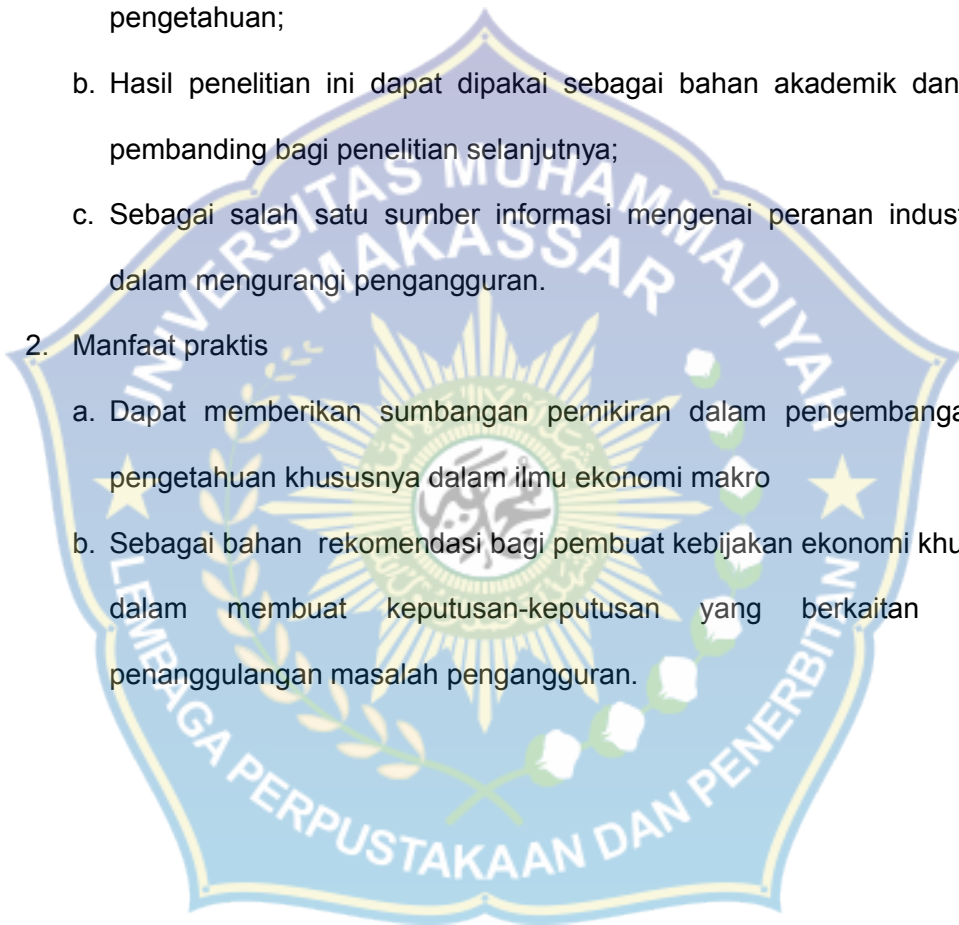 pengetahuan;
b. Hasil penelitian ini dapat dipakai sebagai bahan akademik dan
pembanding bagi penelitian selanjutnya;
c. Sebagai salah satu sumber informasi mengenai peranan indust
dalam mengurangi pengangguran.
2. Manfaat praktis
a. Dapat memberikan sumbangan pemikiran dalam pengembanga
pengetahuan khususnya dalam ilmu ekonomi makro
b. Sebagai bahan rekomendasi bagi pembuat kebijakan ekonomi khu
dalam membuat keputusan-keputusan yang berkaitan
penanggulangan masalah pengangguran.
UNIVERSITAS MUHAMMADIYAH
MAKASSAR
LEMBAGA PERPUSTAKAAN DAN PENERBITAN